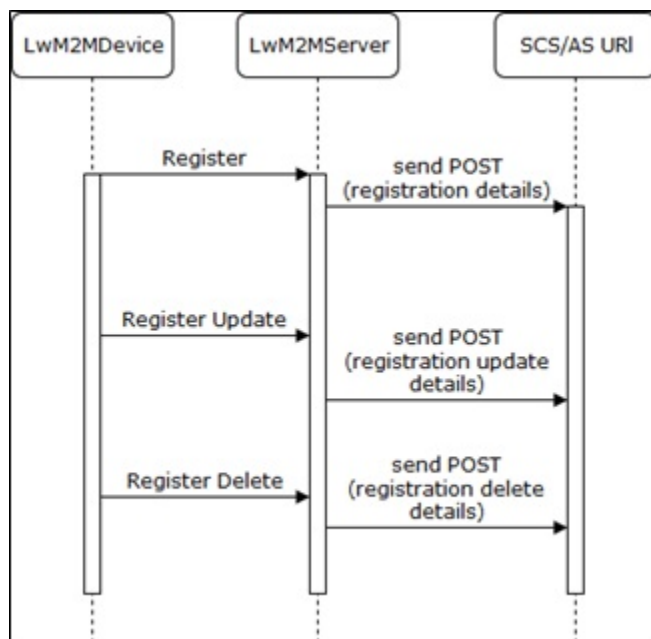 LwM2MDevice
LwM2MServer
SCS/AS URl
Register
send POST
(registration details)
Register Update
send POST
(registration update
details)
Register Delete
send POST
(registration delete
details)